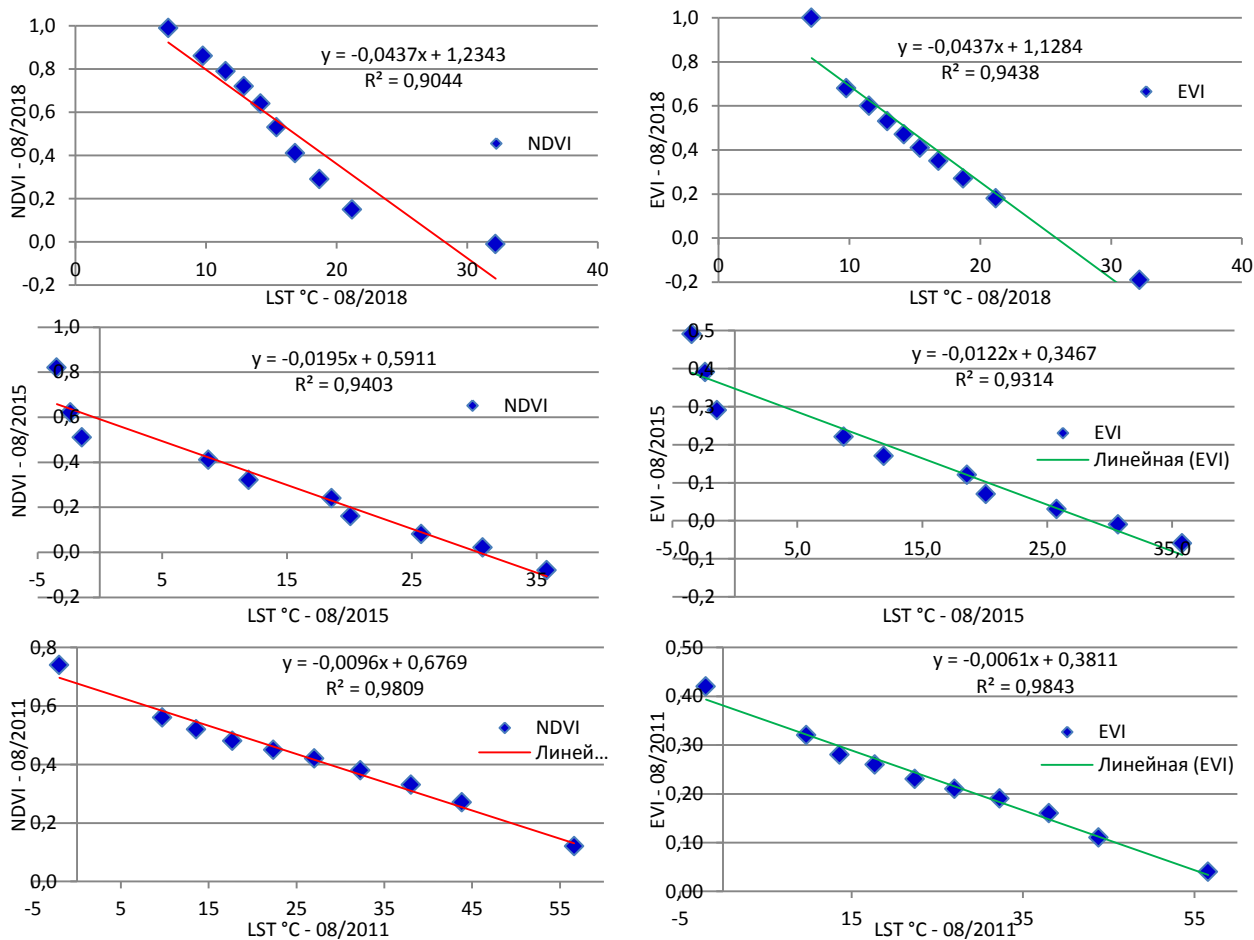 NDVI - 08/2018
1,0
0,8
0,6
0,4
0,2
0,0
-0,2
y = -0,0437x + 1,2343
R² = 0,9044
NDVI
0
10
20
30
40
LST °C - 08/2018
EVI - 08/2018
1,0
0,8
0,6
0,4
0,2
0,0
-0,2
y = -0,0437x + 1,1284
R² = 0,9438
EVI
0
10
20
30
40
LST °C - 08/2018
NDVI - 08/2015
1,0
0,8
0,6
0,4
0,2
0,0
-0,2
y = -0,0195x + 0,5911
R² = 0,9403
NDVI
-5
5
15
25
35
LST °C - 08/2015
EVI - 08/2015
0,5
0,4
0,3
0,2
0,1
0,0
-0,1
-0,2
y = -0,0122x + 0,3467
R² = 0,9314
EVI
Линейная (EVI)
-5,0
5,0
15,0
25,0
35,0
LST °C - 08/2015
NDVI - 08/2011
0,8
0,6
0,4
0,2
0,0
y = -0,0096x + 0,6769
R² = 0,9809
NDVI
Линей...
-5
5
15
25
35
45
55
LST °C - 08/2011
EVI - 08/2011
0,50
0,40
0,30
0,20
0,10
0,00
y = -0,0061x + 0,3811
R² = 0,9843
EVI
Линейная (EVI)
-5
15
35
55
LST °C - 08/2011